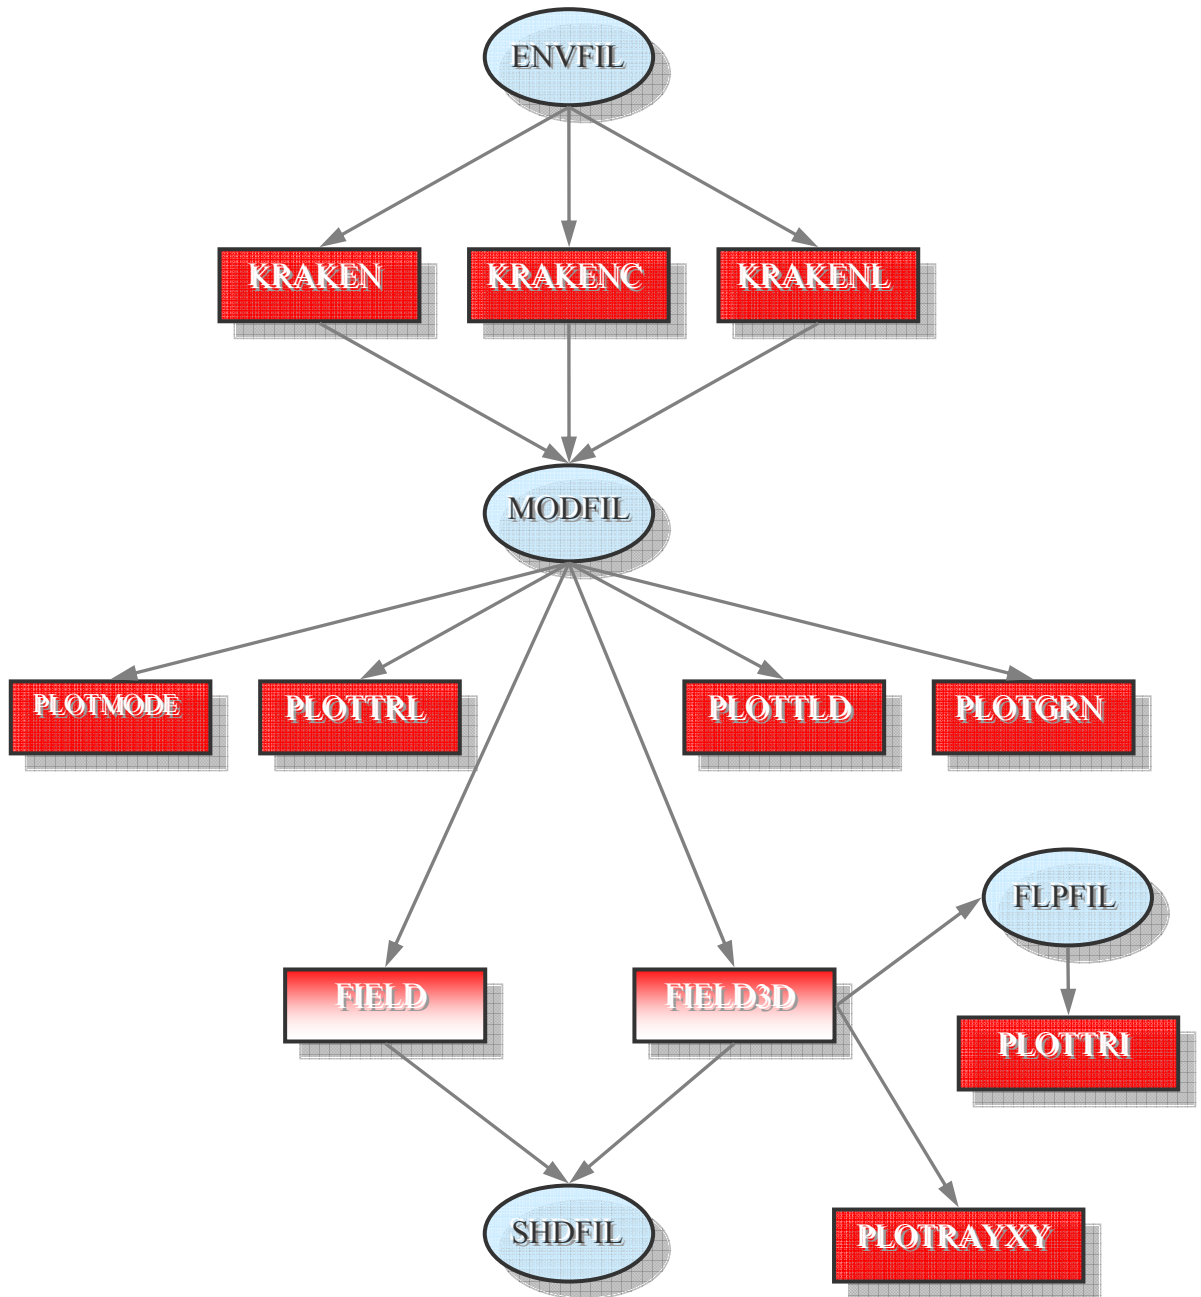 ENVFIL
KRAKEN
KRAKENC
KRAKENL
MODFIL
PLOTMODE
PLOTTRL
PLOTTLD
PLOTGRN
FLPFIL
FIELD
FIELD3D
PLOTTRI
SHDFIL
PLOTRAYXY